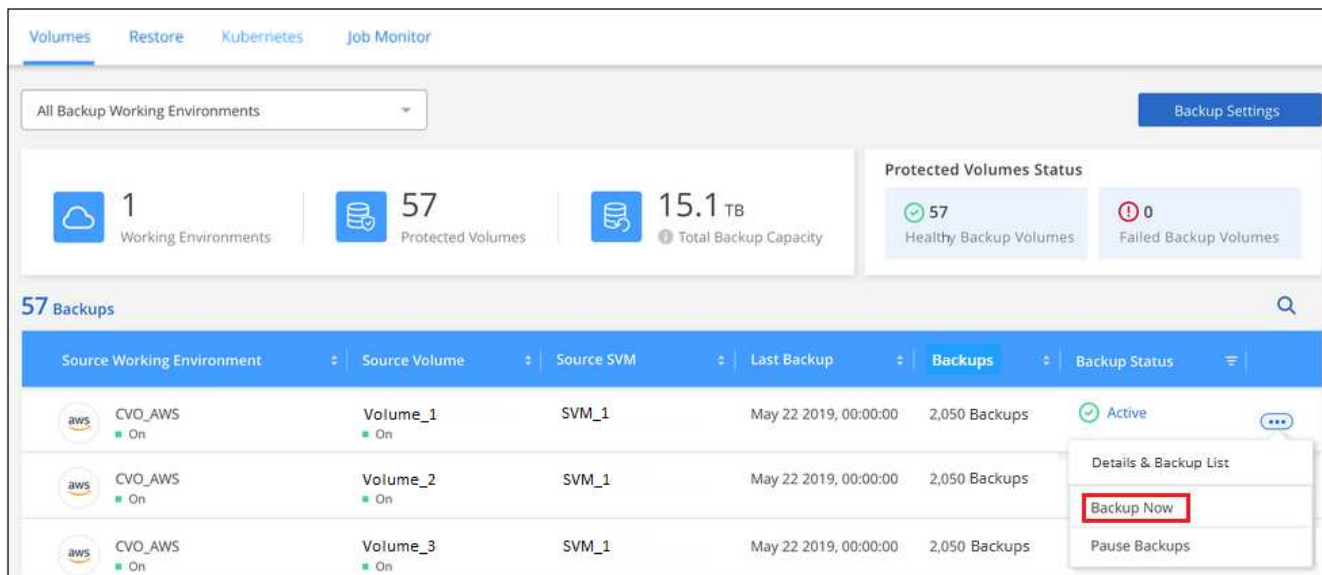 Volumes Restore Kubernetes Job Monitor
All Backup Working Environments
Backup Settings
1
Working Environments
57
Protected Volumes
15.1 TB
Total Backup Capacity
Protected Volumes Status
57
Healthy Backup Volumes
0
Failed Backup Volumes
57 Backups
Source Working Environment Source Volume Source SVM Last Backup Backups Backup Status
aws CVO_AWS Volume_1 SVM_1 May 22 2019, 00:00:00 2,050 Backups Active
On On
aws CVO_AWS Volume_2 SVM_1 May 22 2019, 00:00:00 2,050 Backups
On On
aws CVO_AWS Volume_3 SVM_1 May 22 2019, 00:00:00 2,050 Backups
On On
Details & Backup List
Backup Now
Pause Backups